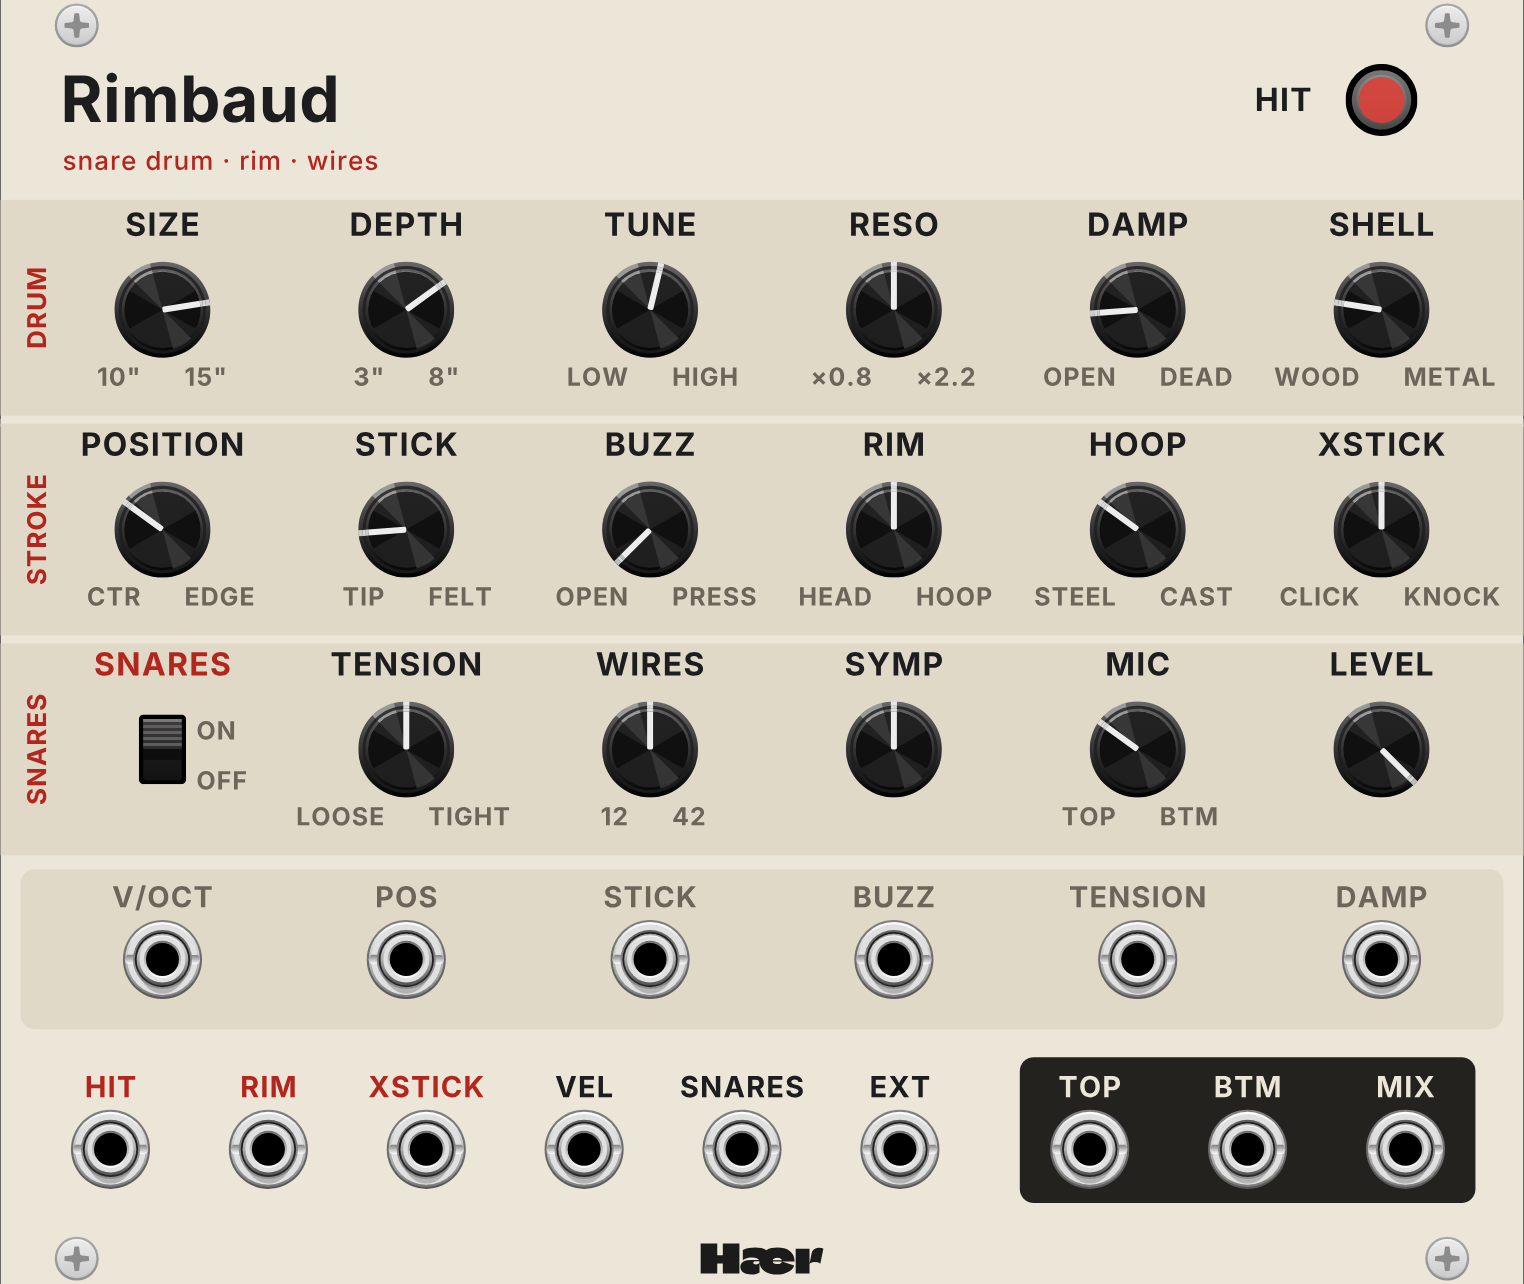 Rimbaud
HIT
snare drum · rim · wires
DRUM
SIZE DEPTH TUNE RESO DAMP SHELL
10" 15" 3" 8" LOW HIGH ×0.8 ×2.2 OPEN DEAD WOOD METAL
STROKE
POSITION STICK BUZZ RIM HOOP XSTICK
CTR EDGE TIP FELT OPEN PRESS HEAD HOOP STEEL CAST CLICK KNOCK
SNARES
SNARES TENSION WIRES SYMP MIC LEVEL
ON
OFF
LOOSE TIGHT 12 42 TOP BTM
V/OCT POS STICK BUZZ TENSION DAMP
HIT RIM XSTICK VEL SNARES EXT TOP BTM MIX
Hær